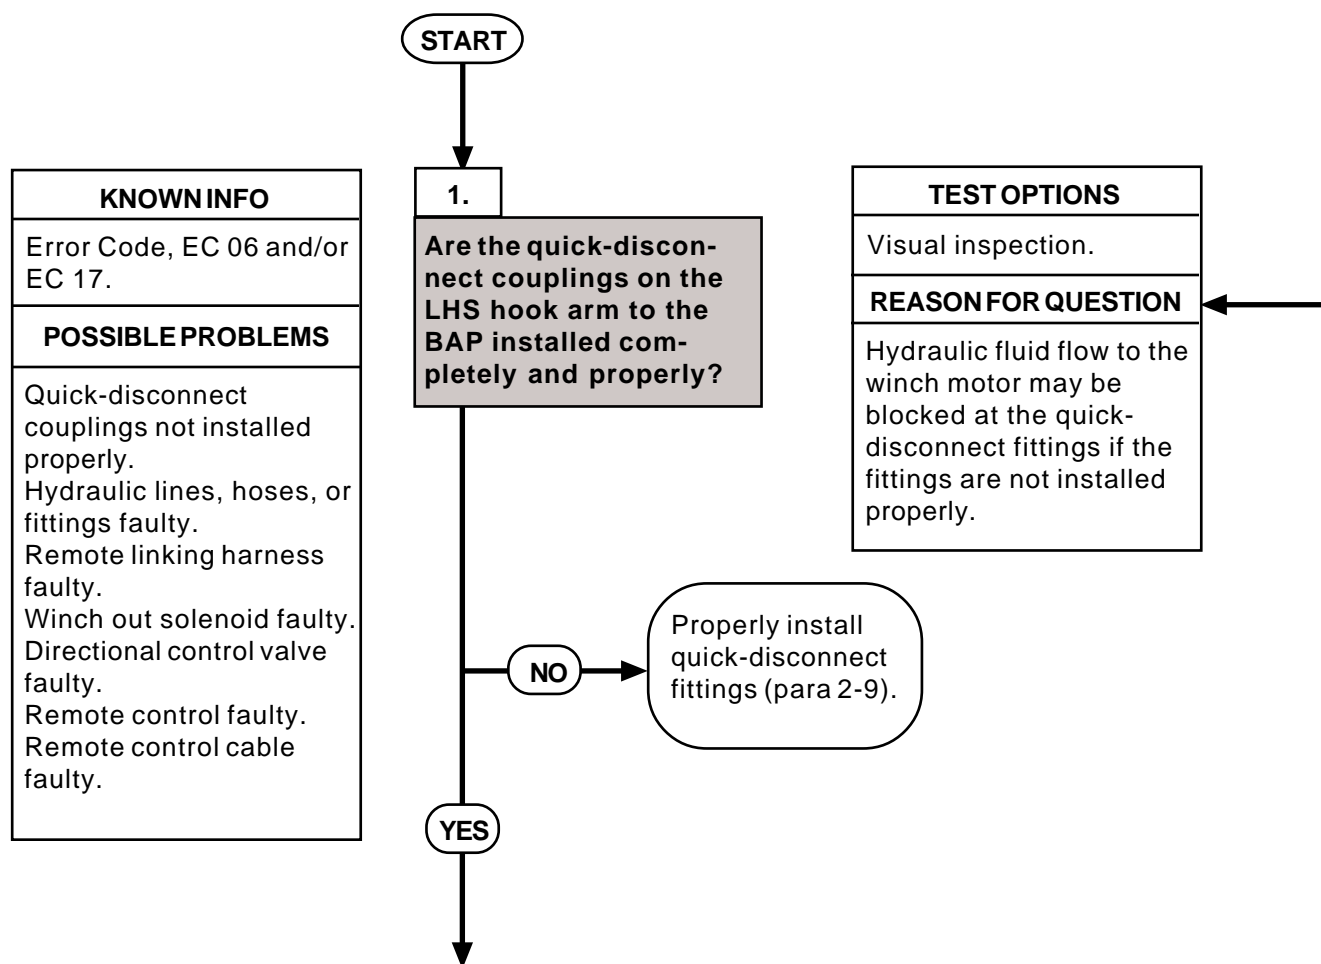 START
KNOWN INFO
Error Code, EC 06 and/or
EC 17.
POSSIBLE PROBLEMS
Quick-disconnect
couplings not installed
properly.
Hydraulic lines, hoses, or
fittings faulty.
Remote linking harness
faulty.
Winch out solenoid faulty.
Directional control valve
faulty.
Remote control faulty.
Remote control cable
faulty.
1.
Are the quick-discon-
nect couplings on the
LHS hook arm to the
BAP installed com-
pletely and properly?
TEST OPTIONS
Visual inspection.
REASON FOR QUESTION
Hydraulic fluid flow to the
winch motor may be
blocked at the quick-
disconnect fittings if the
fittings are not installed
properly.
NO
Properly install
quick-disconnect
fittings (para 2-9).
YES